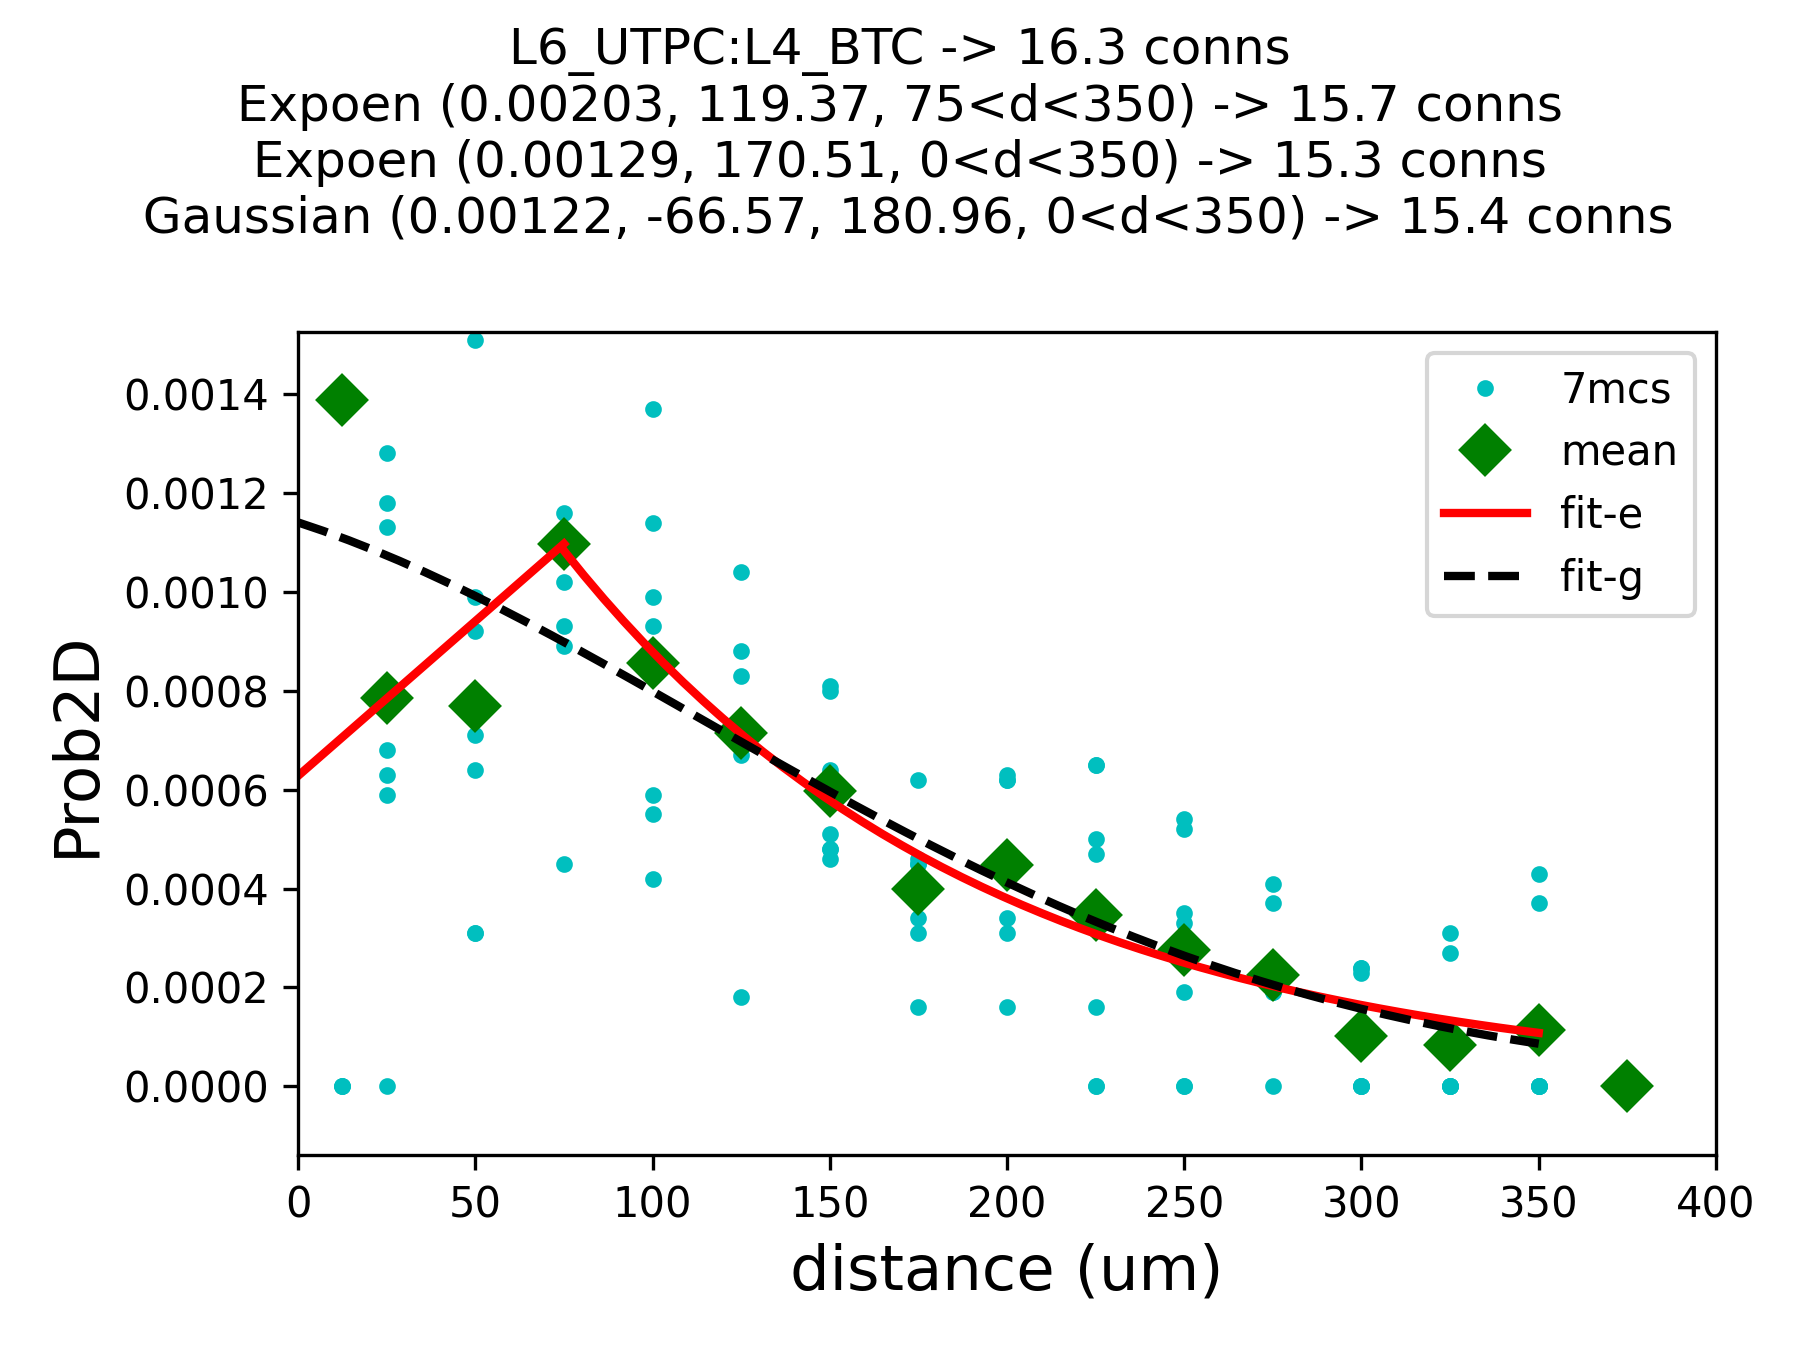 L6_UTPC:L4_BTC -> 16.3 conns
Expoen (0.00203, 119.37, 75<d<350) -> 15.7 conns
Expoen (0.00129, 170.51, 0<d<350) -> 15.3 conns
Gaussian (0.00122, -66.57, 180.96, 0<d<350) -> 15.4 conns
7mcs
mean
fit-e
fit-g
0.0014
0.0012
0.0010
0.0008
0.0006
0.0004
0.0002
0.0000
Prob2D
0 50 100 150 200 250 300 350 400
distance (um)